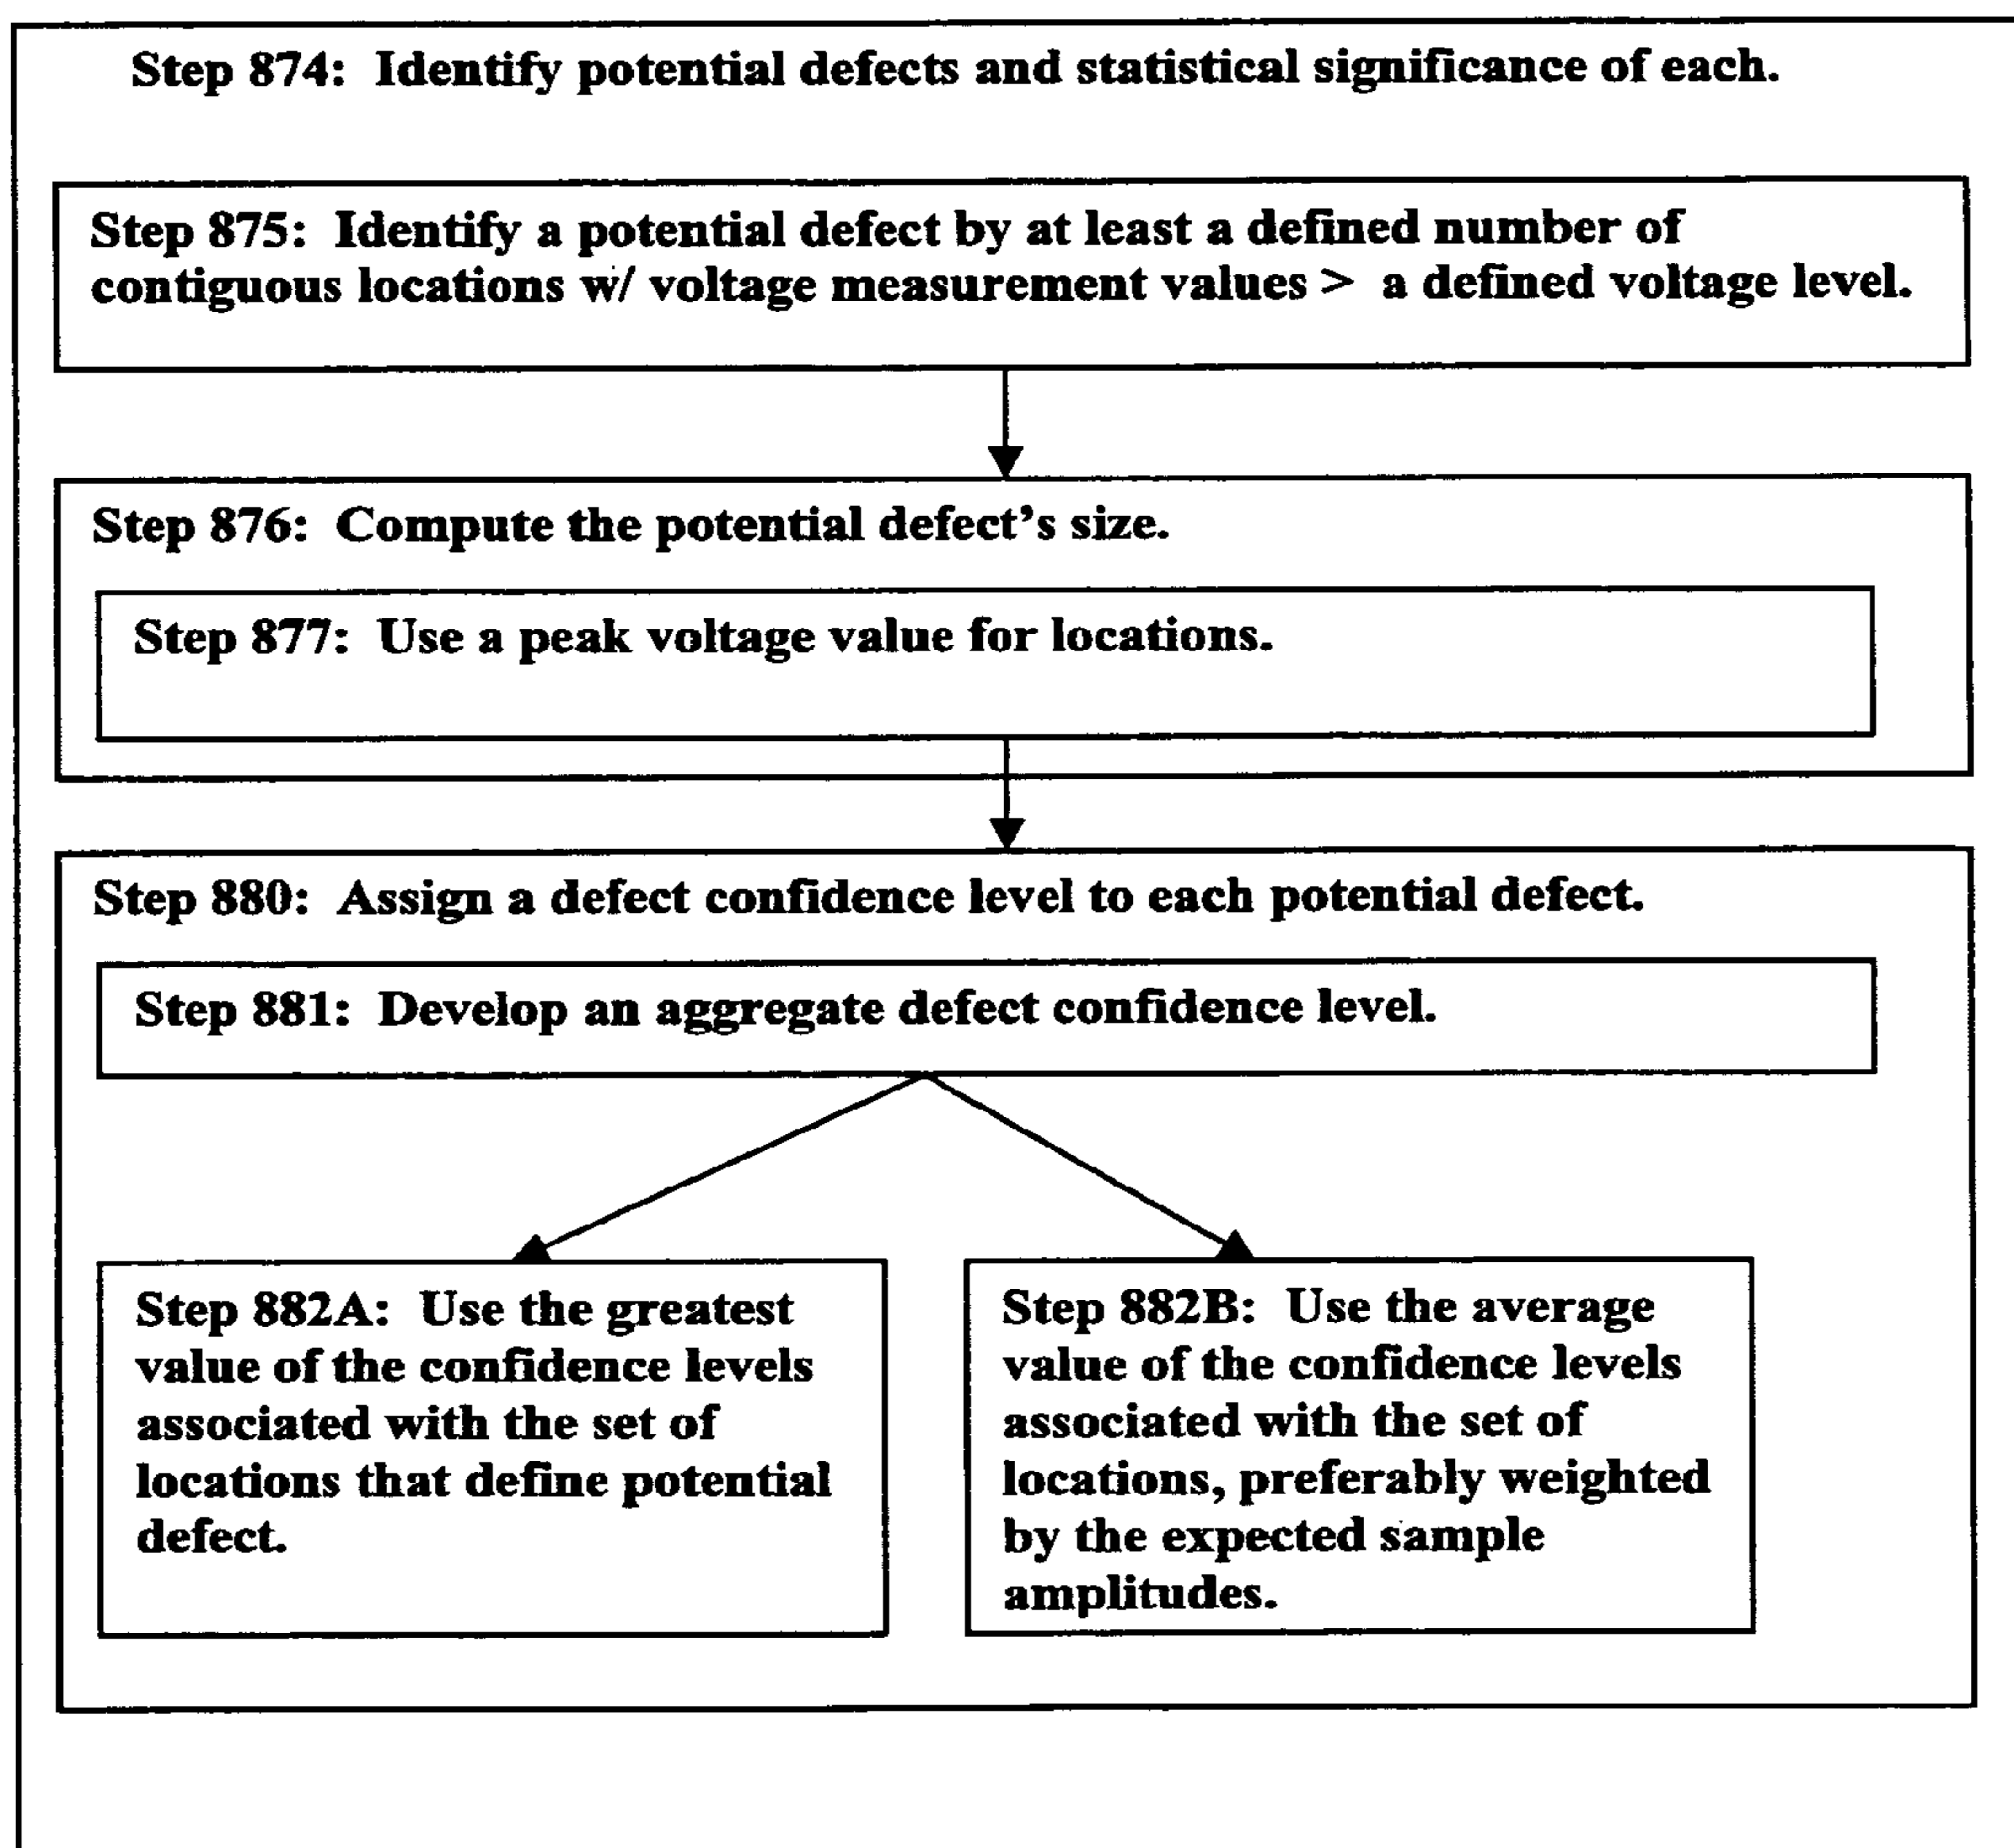 Step 874: Identify potential defects and statistical significance of each.
Step 875: Identify a potential defect by at least a defined number of
contiguous locations w/ voltage measurement values > a defined voltage level.
Step 876: Compute the potential defect's size.
Step 877: Use a peak voltage value for locations.
Step 880: Assign a defect confidence level to each potential defect.
Step 881: Develop an aggregate defect confidence level.
Step 882A: Use the greatest
value of the confidence levels
associated with the set of
locations that define potential
defect.
Step 882B: Use the average
value of the confidence levels
associated with the set of
locations, preferably weighted
by the expected sample
amplitudes.